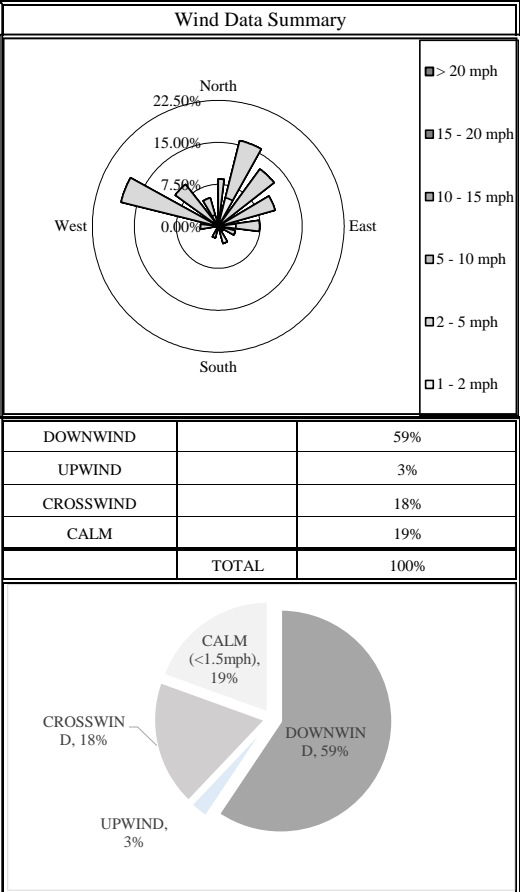 Wind Data Summary
North
22.50%
15.00%
7.50%
0.00%
West
East
South
> 20 mph
15 - 20 mph
10 - 15 mph
5 - 10 mph
2 - 5 mph
1 - 2 mph
DOWNWIND 59%
UPWIND 3%
CROSSWIND 18%
CALM 19%
TOTAL 100%
CALM
(<1.5mph),
19%
CROSSWIN
D, 18%
DOWNWIN
D, 59%
UPWIND,
3%